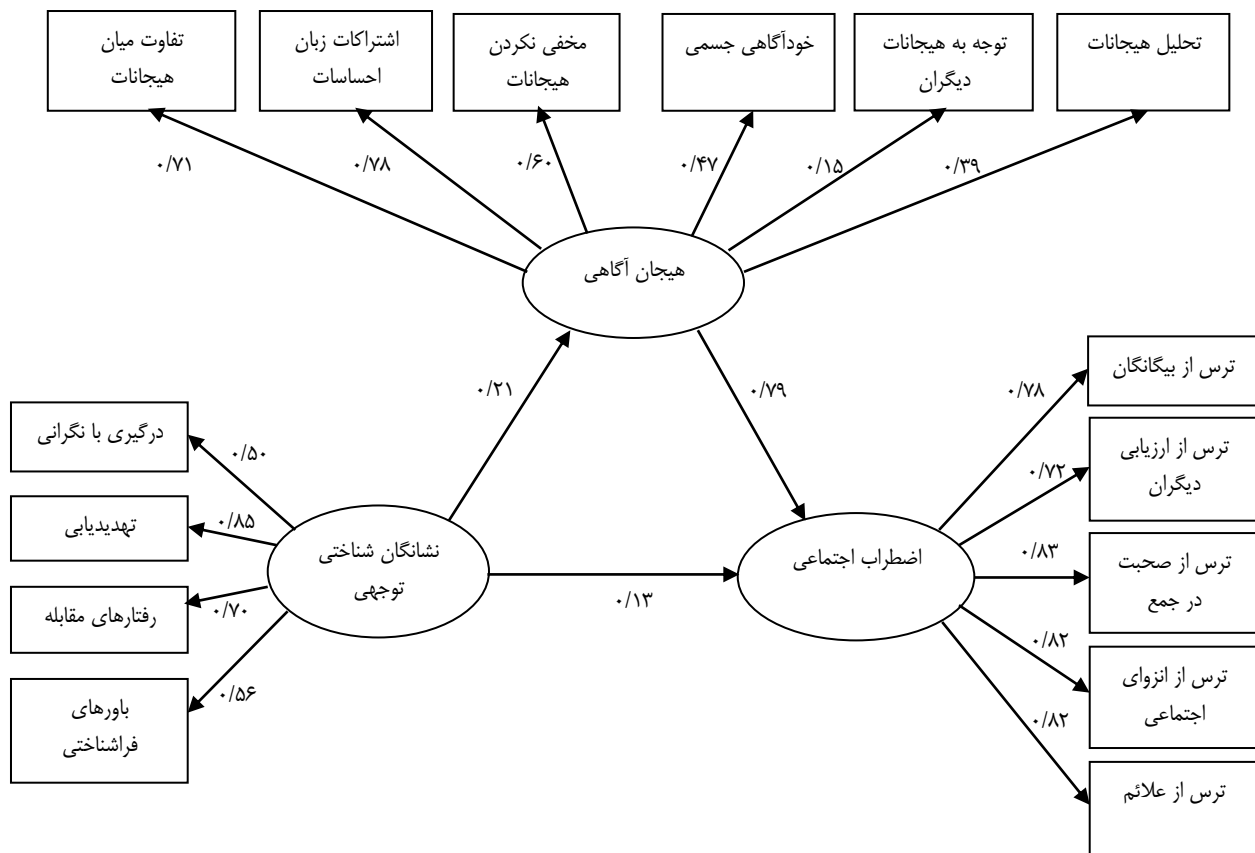 تفاوت میان
هیجانات
اشتراکات زبان
احساسات
مخفی نکردن
هیجانات
خودآگاهی جسمی
توجه به هیجانات
دیگران
تحلیل هیجانات
۰/۷۱
۰/۷۸
۰/۶۰
۰/۴۷
۰/۱۵
۰/۳۹
هیجان آگاهی
۰/۲۱
۰/۷۹
درگیری با نگرانی
تهدیدیابی
رفتارهای مقابله
باورهای
فراشناختی
۰/۵۰
۰/۸۵
۰/۷۰
۰/۵۶
نشانگان شناختی
توجهی
۰/۱۳
اضطراب اجتماعی
۰/۷۸
۰/۷۲
۰/۸۳
۰/۸۲
۰/۸۲
ترس از بیگانگان
ترس از ارزیابی
دیگران
ترس از صحبت
در جمع
ترس از انزوای
اجتماعی
ترس از علائم